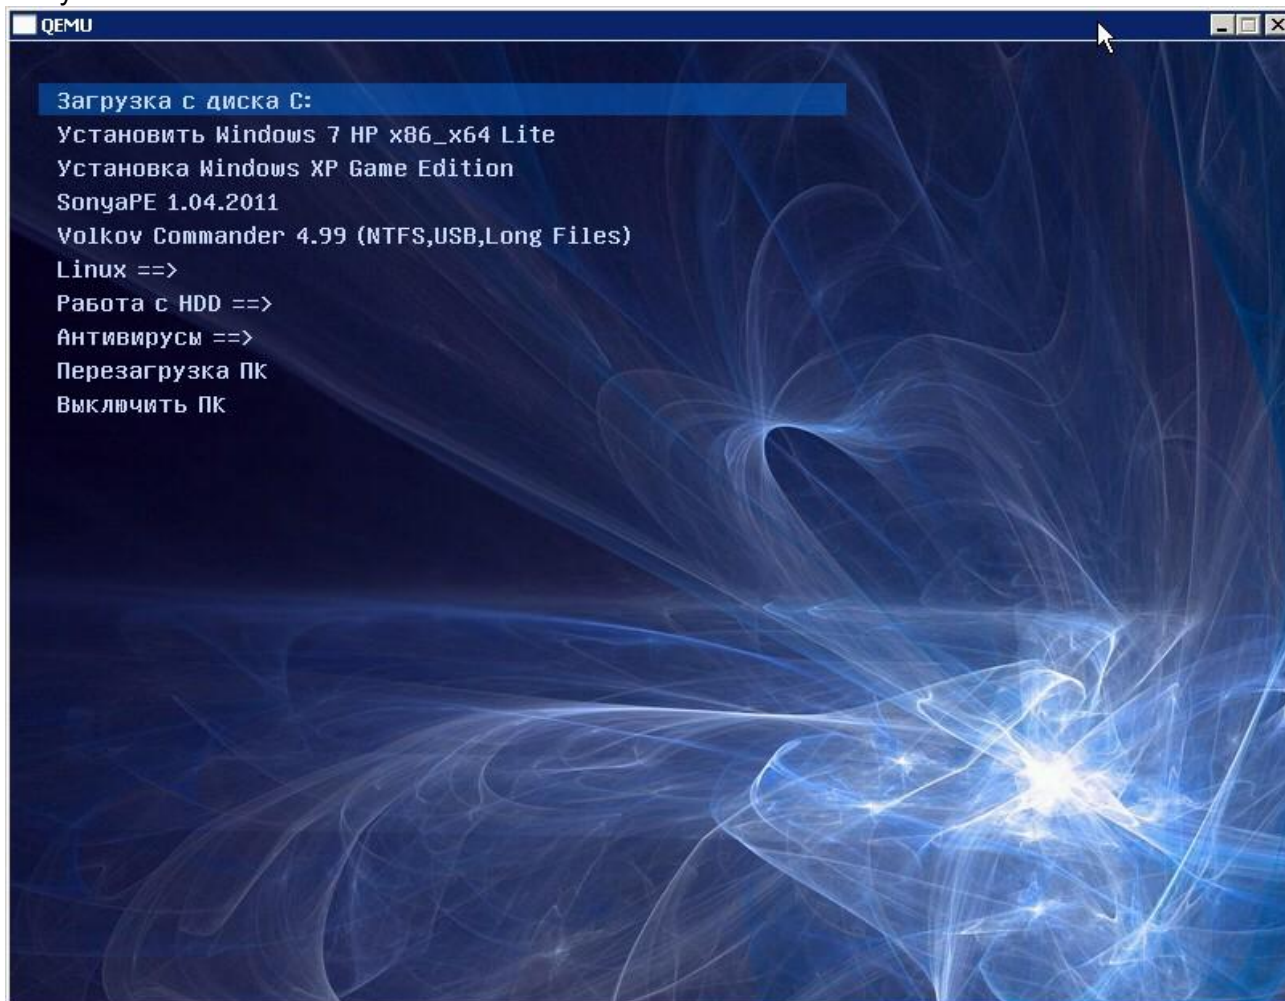 QEMU
Загрузка с диска C:
Установить Windows 7 HP x86_x64 Lite
Установка Windows XP Game Edition
SonyaPE 1.04.2011
Volkov Commander 4.99 (NTFS,USB,Long Files)
Linux ==>
Работа с HDD ==>
Антивирусы ==>
Перезагрузка ПК
Выключить ПК